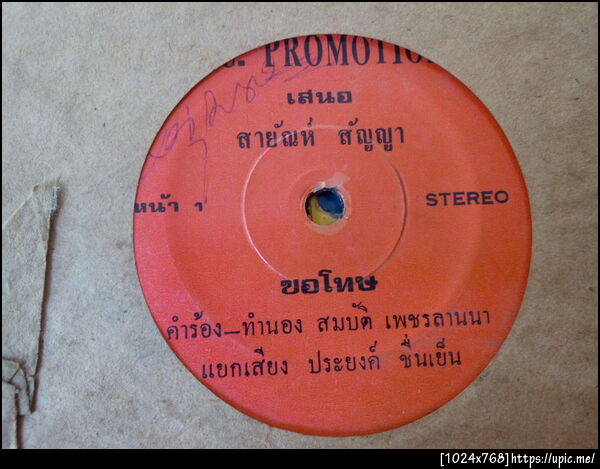 PROMOTION
เสนอ
สายัณห์ สัญญา
หน้า ๑
STEREO
ขอโทษ
คำร้อง-ทำนอง สมบัติ เพชรลานนา
แยกเสียง ประยงค์ ชื่นเย็น
[1024x768]https://upic.me/